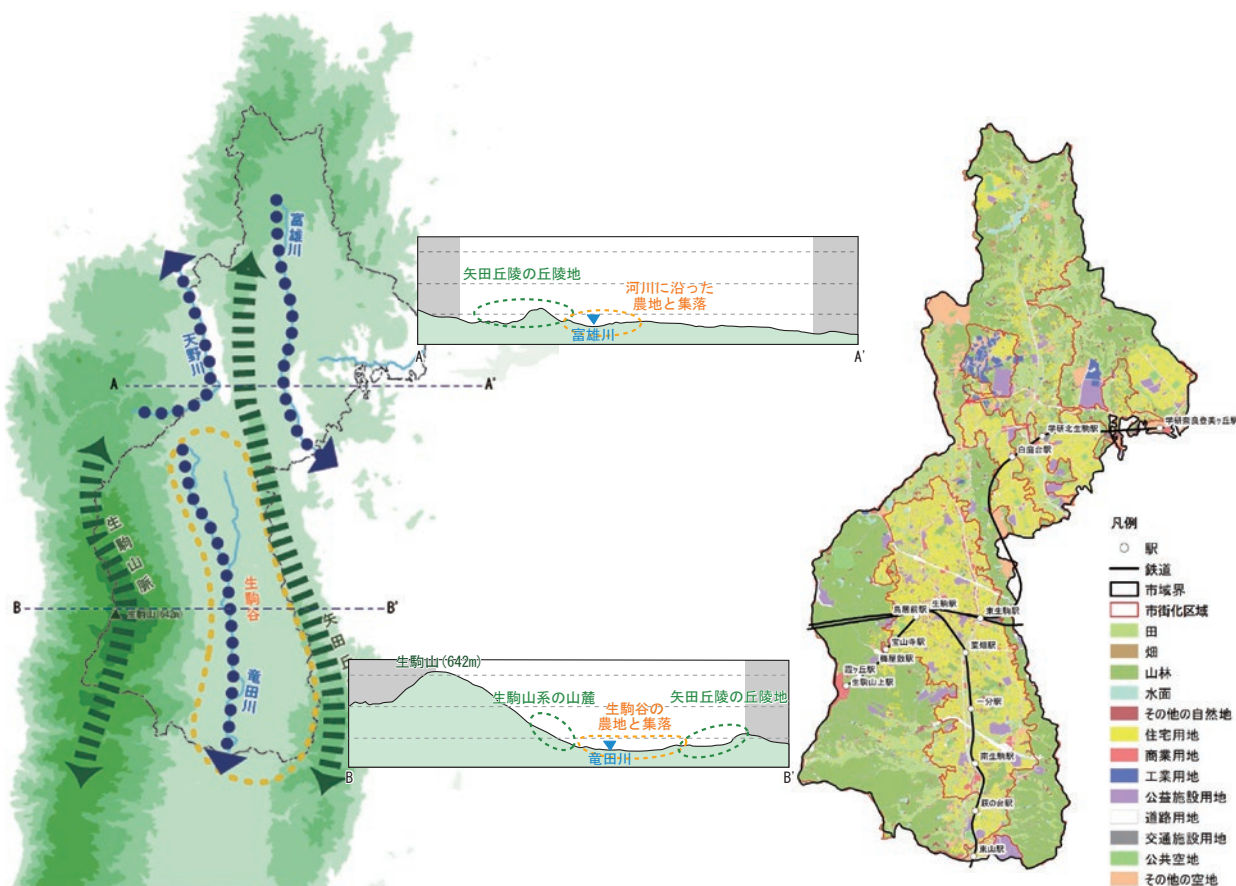 富雄川
天野川
A
A'
生駒山脈
B
B'
生駒山(642m)
生駒谷
竜田川
矢田丘
矢田丘陵の丘陵地
河川に沿った
農地と集落
富雄川
A
A'
生駒山(642m)
生駒山系の山麓
生駒谷の
農地と集落
矢田丘陵の丘陵地
竜田川
B
B'
学研奈良登美ヶ丘駅
学研北生駒駅
白庭台駅
鳥居前駅
生駒駅
東生駒駅
宝山寺駅
菜畑駅
梅屋敷駅
霞ヶ丘駅
生駒山上駅
一分駅
南生駒駅
萩の台駅
東山駅
凡例
駅
鉄道
市域界
市街化区域
田
畑
山林
水面
その他の自然地
住宅用地
商業用地
工業用地
公益施設用地
道路用地
交通施設用地
公共空地
その他の空地